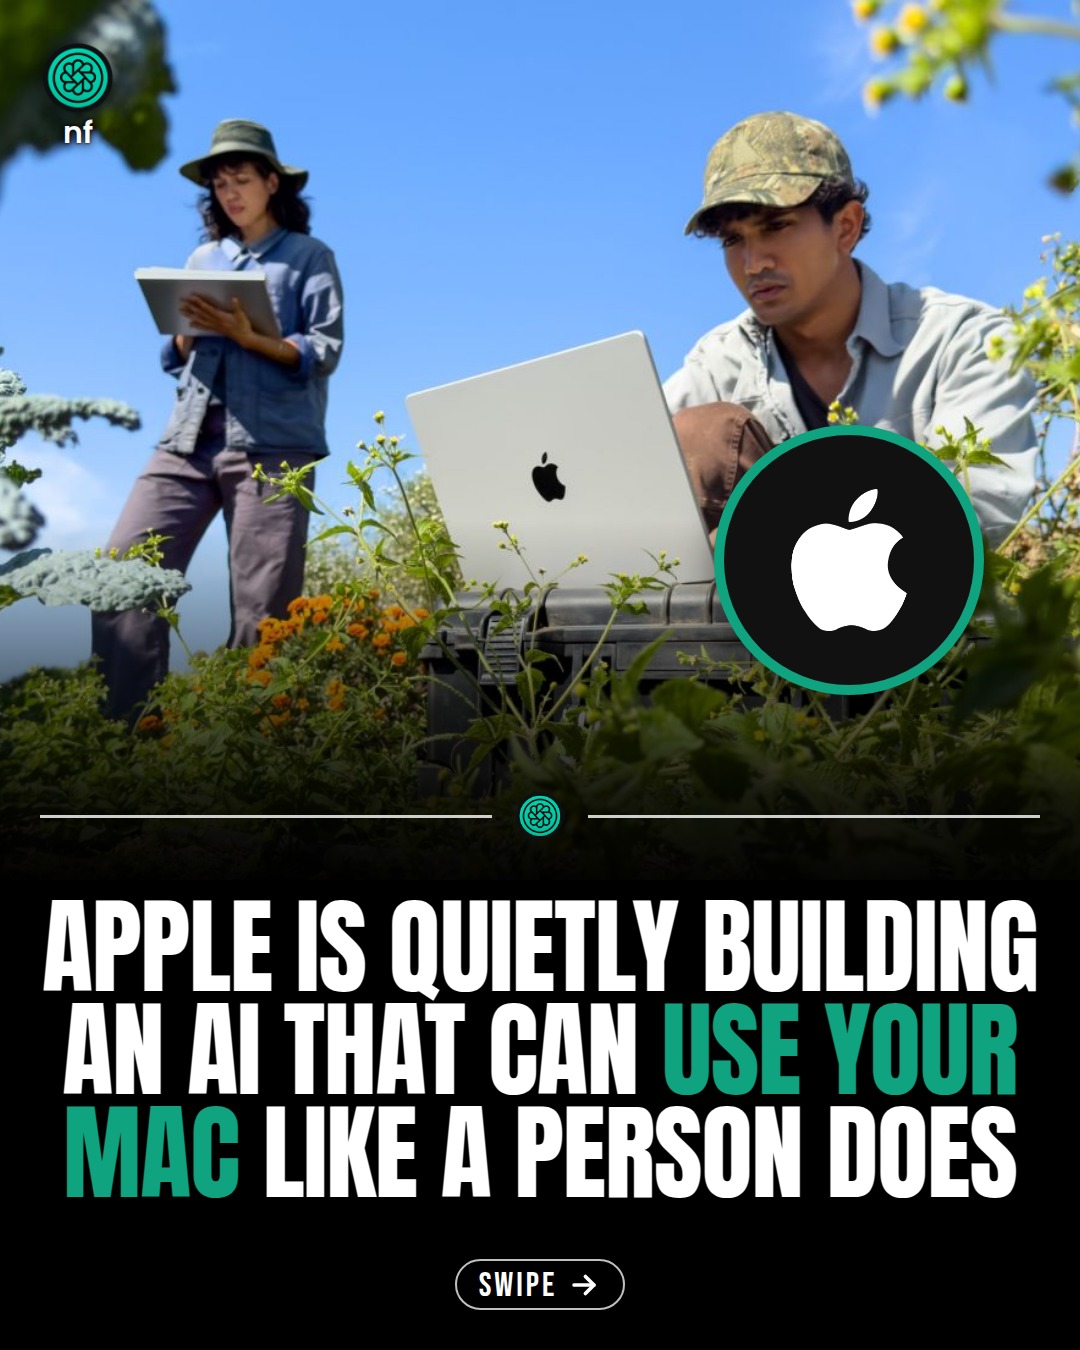 nf
APPLE IS QUIETLY BUILDING
AN AI THAT CAN USE YOUR
MAC LIKE A PERSON DOES
SWIPE →